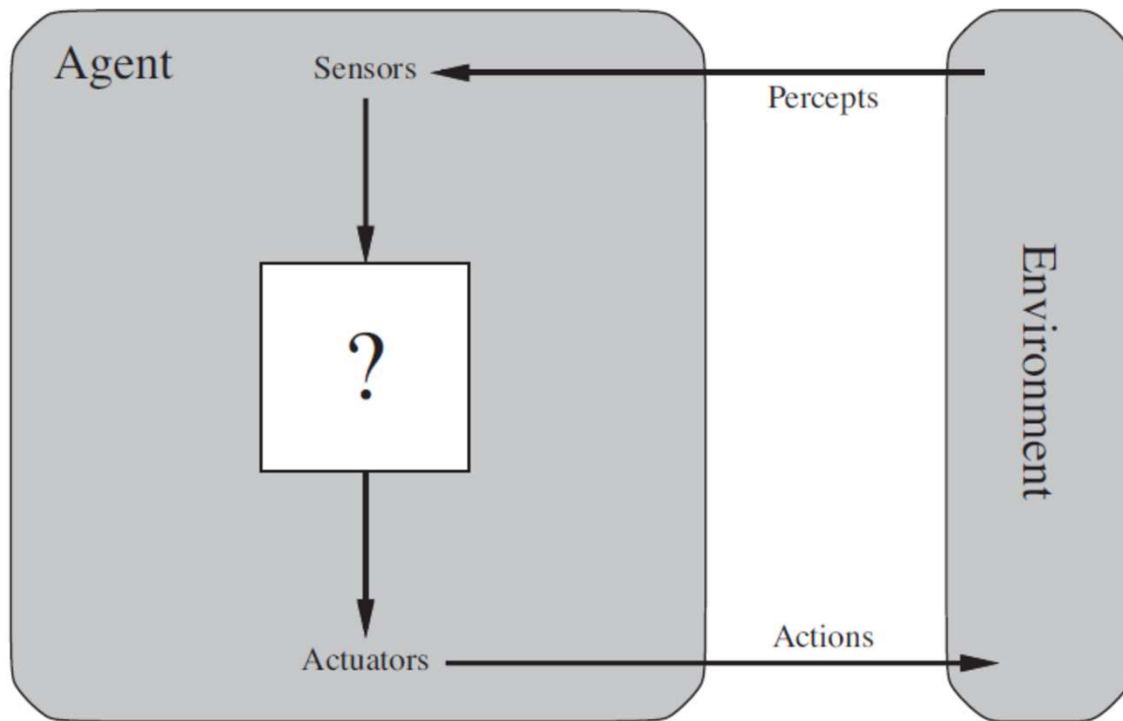 Agent
Sensors
Percepts
?
Environment
Actions
Actuators